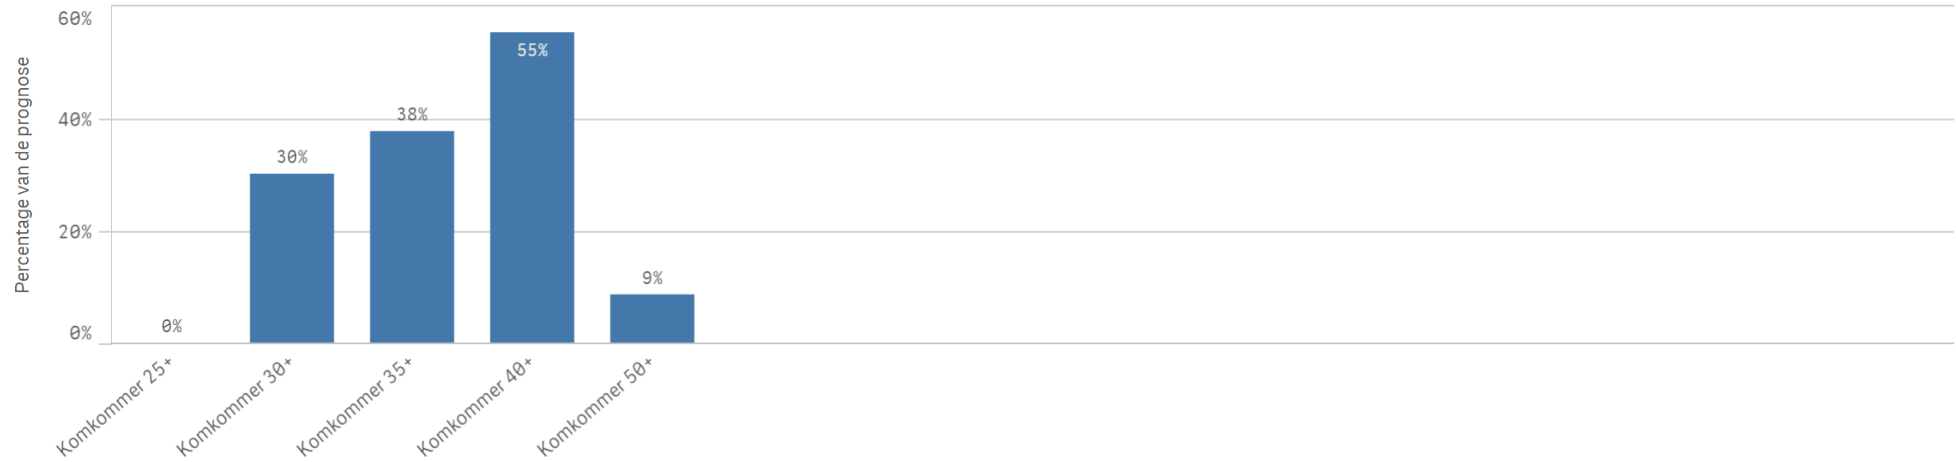 Percentage van de prognose
60%
40%
20%
0%
0%
30%
38%
55%
9%
Komkommer 25+
Komkommer 30+
Komkommer 35+
Komkommer 40+
Komkommer 50+